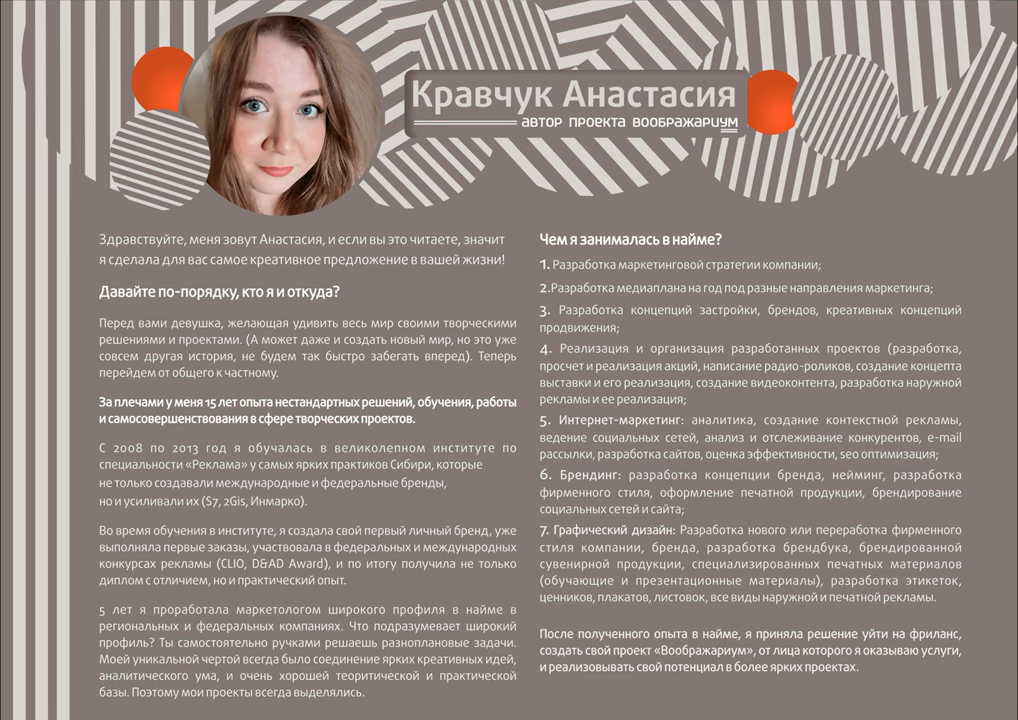 Кравчук Анастасия
автор проекта воображариум
Здравствуйте, меня зовут Анастасия, и если вы это читаете, значит
я сделала для вас самое креативное предложение в вашей жизни!
Давайте по-порядку, кто я и откуда?
Перед вами девушка, желающая удивить весь мир своими творческими
решениями и проектами. (А может даже и создать новый мир, но это уже
совсем другая история, не будем так быстро забегать вперед). Теперь
перейдем от общего к частному.
За плечами у меня 15 лет опыта нестандартных решений, обучения, работы
и самосовершенствования в сфере творческих проектов.
С 2008 по 2013 год я обучалась в великолепном институте по
специальности «Реклама» у самых ярких практиков Сибири, которые
не только создавали международные и федеральные бренды,
но и усиливали их (S7, 2Gis, Инмарко).
Во время обучения в институте, я создала свой первый личный бренд, уже
выполняла первые заказы, участвовала в федеральных и международных
конкурсах рекламы (CLIO, D&AD Award), и по итогу получила не только
диплом с отличием, но и практический опыт.
5 лет я проработала маркетологом широкого профиля в найме в
региональных и федеральных компаниях. Что подразумевает широкий
профиль? Ты самостоятельно ручками решаешь разноплановые задачи.
Моей уникальной чертой всегда было соединение ярких креативных идей,
аналитического ума, и очень хорошей теоритической и практической
базы. Поэтому мои проекты всегда выделялись.
Чем я занималась в найме?
1. Разработка маркетинговой стратегии компании;
2.Разработка медиаплана на год под разные направления маркетинга;
3. Разработка концепций застройки, брендов, креативных концепций
продвижения;
4. Реализация и организация разработанных проектов (разработка,
просчет и реализация акций, написание радио-роликов, создание концепта
выставки и его реализация, создание видеоконтента, разработка наружной
рекламы и ее реализация;
5. Интернет-маркетинг: аналитика, создание контекстной рекламы,
ведение социальных сетей, анализ и отслеживание конкурентов, e-mail
рассылки, разработка сайтов, оценка эффективности, seo оптимизация;
6. Брендинг: разработка концепции бренда, нейминг, разработка
фирменного стиля, оформление печатной продукции, брендирование
социальных сетей и сайта;
7. Графический дизайн: Разработка нового или переработка фирменного
стиля компании, бренда, разработка брендбука, брендированной
сувенирной продукции, специализированных печатных материалов
(обучающие и презентационные материалы), разработка этикеток,
ценников, плакатов, листовок, все виды наружной и печатной рекламы.
После полученного опыта в найме, я приняла решение уйти на фриланс,
создать свой проект «Воображариум», от лица которого я оказываю услуги,
и реализовывать свой потенциал в более ярких проектах.